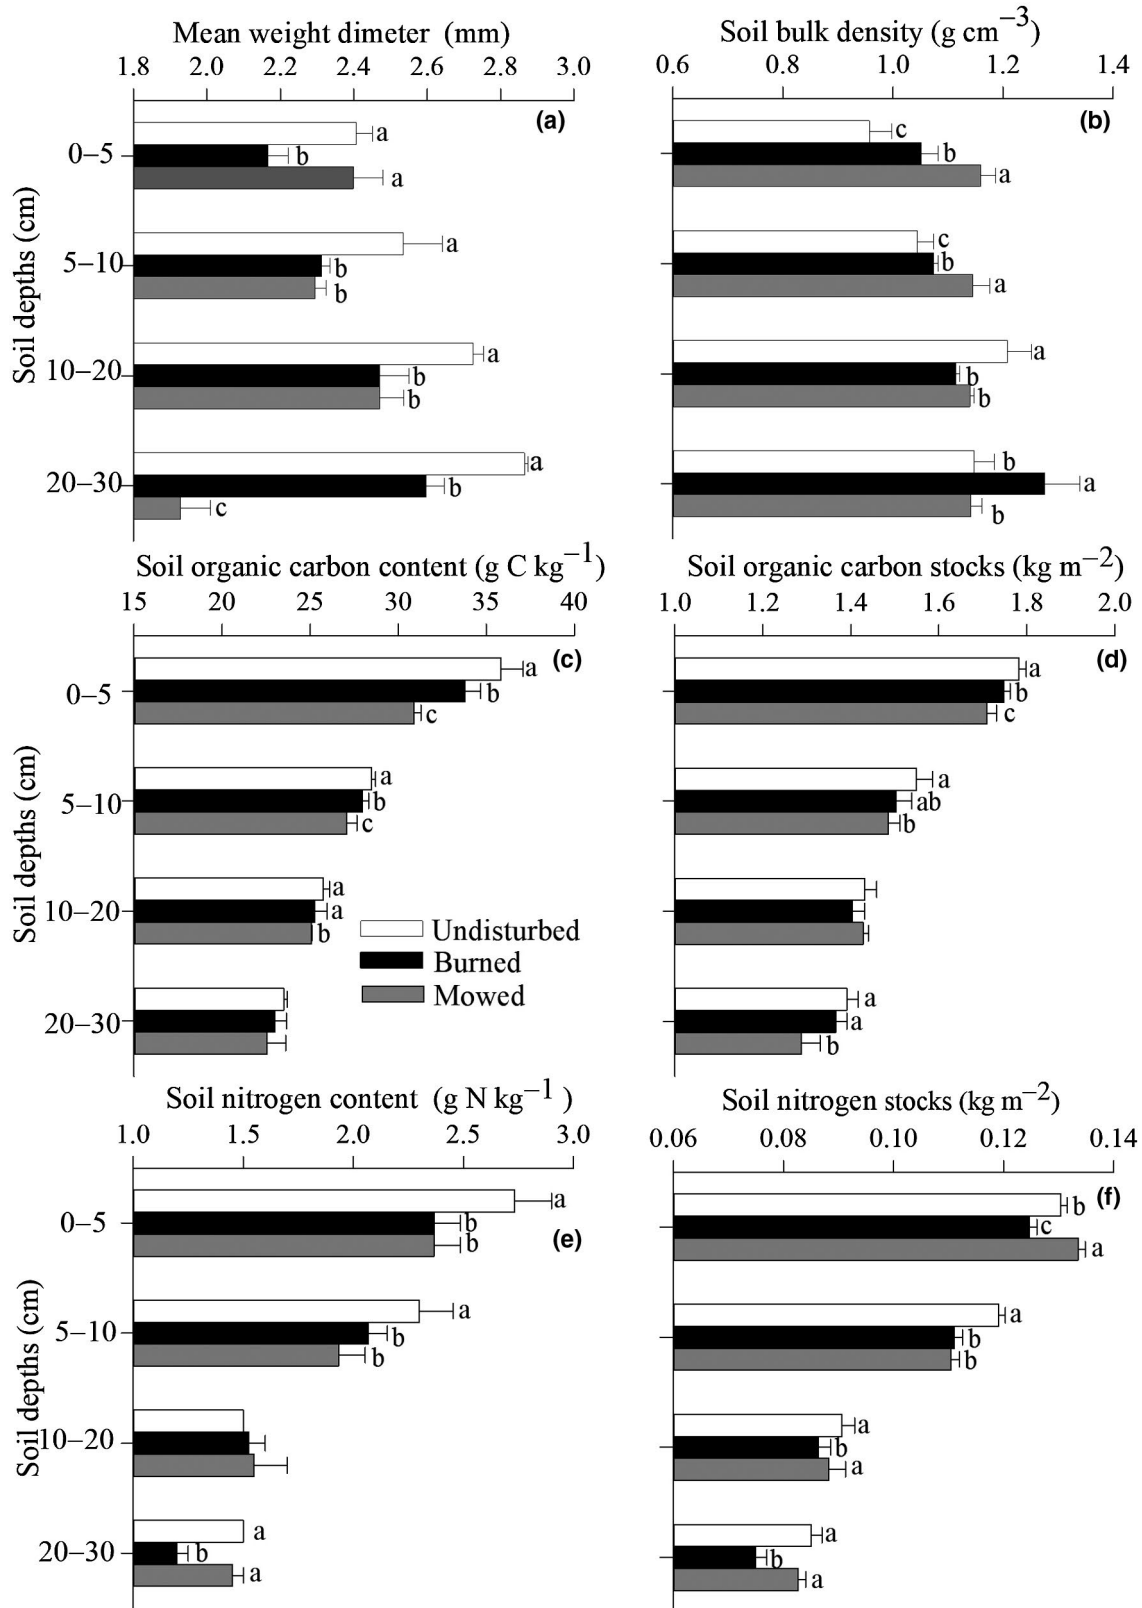 Mean weight dimeter (mm)
1.8 2.0 2.2 2.4 2.6 2.8 3.0
(a)
Soil depths (cm)
0–5
a
b
a
5–10
a
b
b
10–20
a
b
b
20–30
a
b
c
Soil bulk density (g cm−3)
0.6 0.8 1.0 1.2 1.4
(b)
c
b
a
c
b
a
a
b
b
b
a
b
Soil organic carbon content (g C kg−1)
15 20 25 30 35 40
(c)
Soil depths (cm)
0–5
a
b
c
5–10
a
b
c
10–20
a
a
b
20–30
Undisturbed
Burned
Mowed
Soil organic carbon stocks (kg m−2)
1.0 1.2 1.4 1.6 1.8 2.0
(d)
a
b
c
a
ab
b
a
a
b
Soil nitrogen content (g N kg−1)
1.0 1.5 2.0 2.5 3.0
(e)
Soil depths (cm)
0–5
a
b
b
5–10
a
b
b
10–20
20–30
a
b
a
Soil nitrogen stocks (kg m−2)
0.06 0.08 0.10 0.12 0.14
(f)
b
c
a
a
b
b
a
b
a
a
b
a